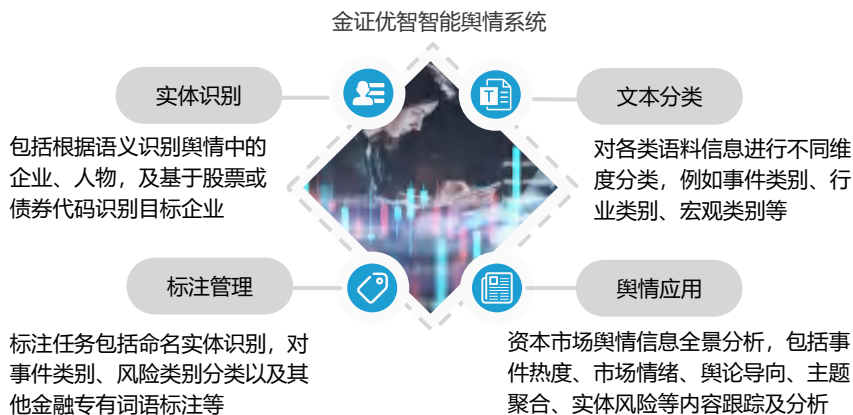 金证优智智能舆情系统
实体识别
包括根据语义识别舆情中的
企业、人物，及基于股票或
债券代码识别目标企业
文本分类
对各类语料信息进行不同维
度分类，例如事件类别、行
业类别、宏观类别等
标注管理
标注任务包括命名实体识别，对
事件类别、风险类别分类以及其
他金融专有词语标注等
舆情应用
资本市场舆情信息全景分析，包括事
件热度、市场情绪、舆论导向、主题
聚合、实体风险等内容跟踪及分析
T